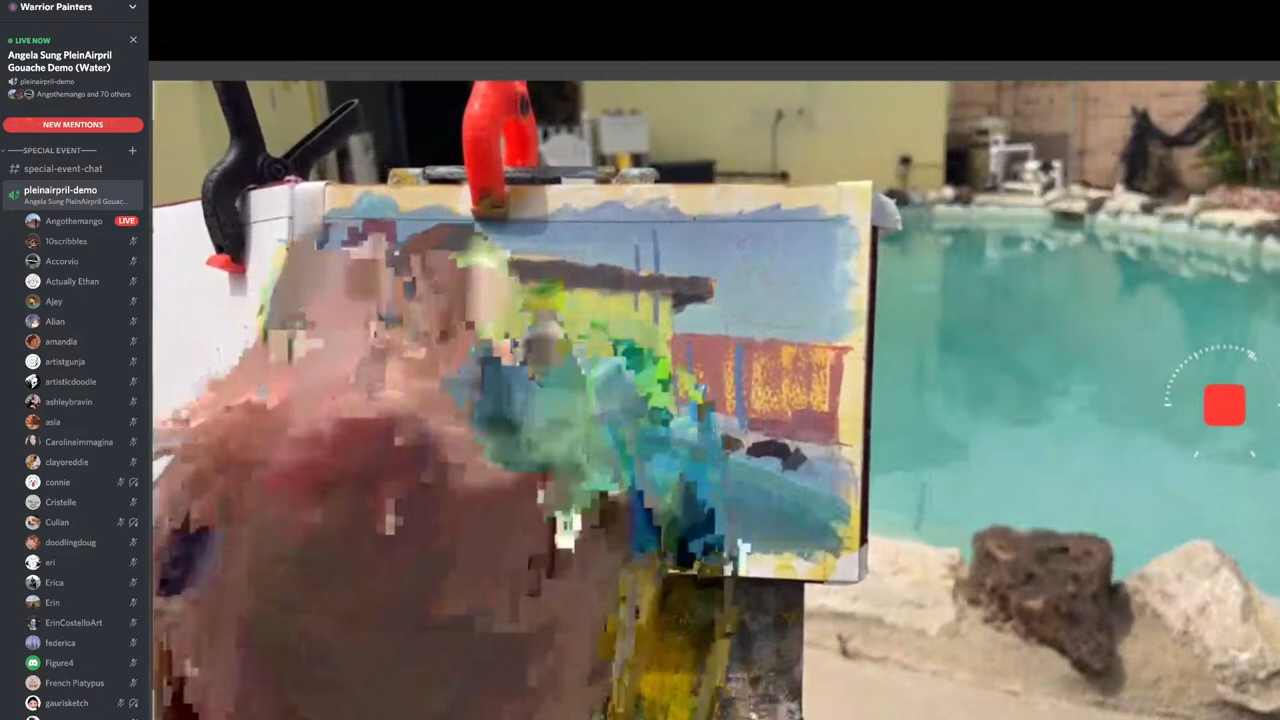 Warrior Painters
LIVE NOW
Angela Sung PleinAirpril
Gouache Demo (Water)
pleinairpril-demo
Angothemango and 70 others
NEW MENTIONS
SPECIAL EVENT
# special-event-chat
pleinairpril-demo
Angela Sung PleinAirpril Gouac...
Angothemango LIVE
10scribbles
Accorvio
Actually Ethan
Ajey
Alian
amandla
artistgunja
artisticdoodle
ashleybravin
asia
CarolineImmagina
clayoreddie
connie
Cristelle
Culian
doodlingdoug
eri
Erica
Erin
ErinCostelloArt
federica
Figure4
French Platypus
gaurisketch